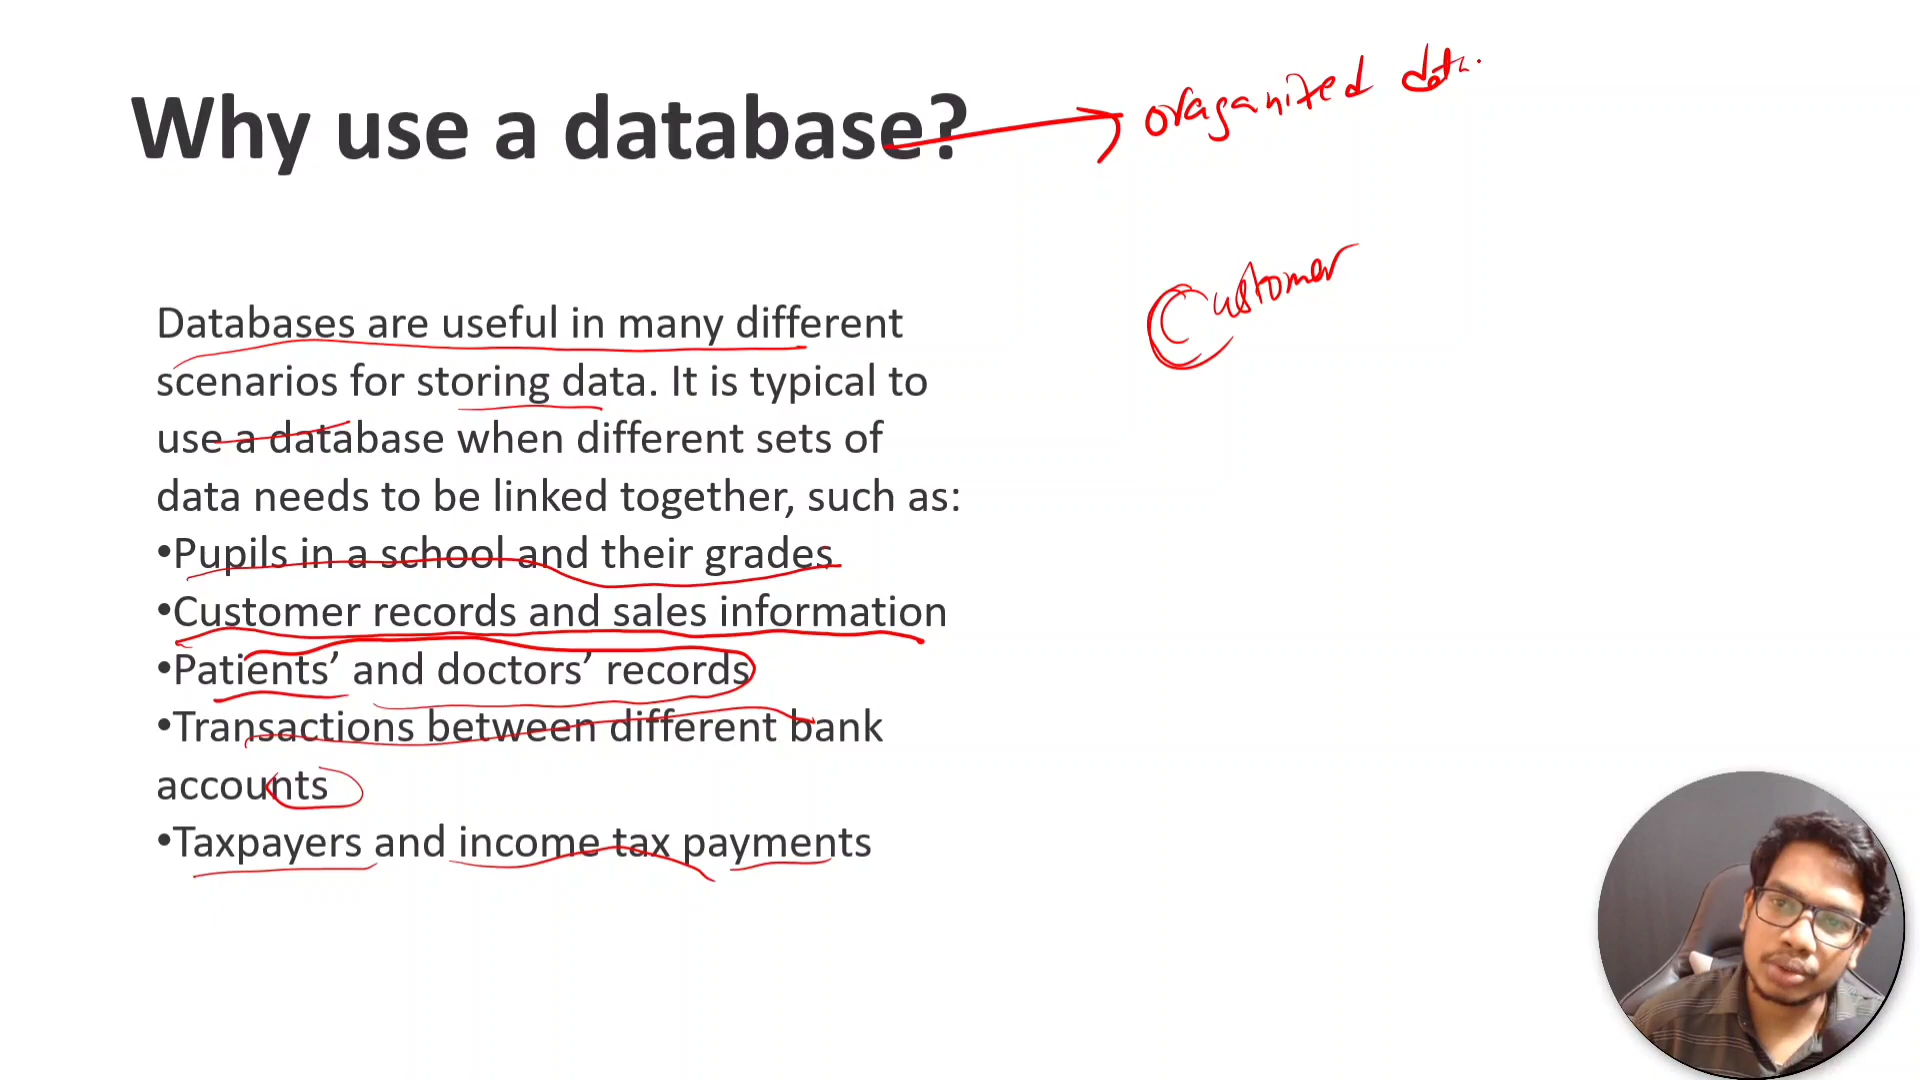 Why use a database?
oraganized data.
Customer
Databases are useful in many different
scenarios for storing data. It is typical to
use a database when different sets of
data needs to be linked together, such as:
•Pupils in a school and their grades
•Customer records and sales information
•Patients’ and doctors’ records
•Transactions between different bank
accounts
•Taxpayers and income tax payments